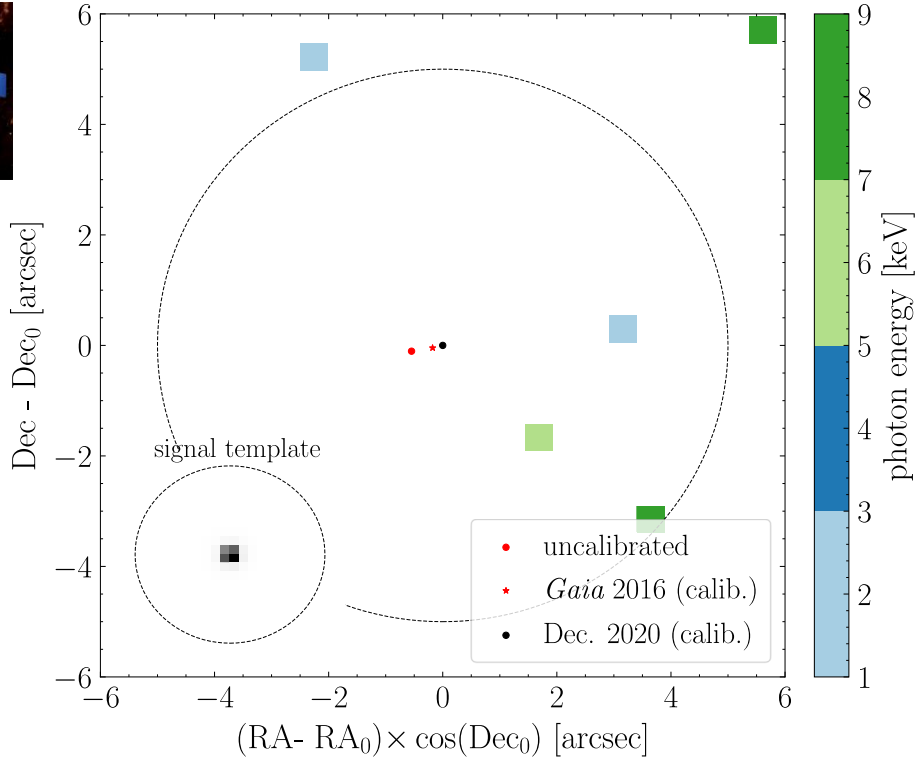 6
4
2
0
−2
−4
−6
Dec - Dec₀ [arcsec]
signal template
uncalibrated
Gaia 2016 (calib.)
Dec. 2020 (calib.)
−6 −4 −2 0 2 4 6
(RA- RA₀)× cos(Dec₀) [arcsec]
9
8
7
6
5
4
3
2
1
photon energy [keV]